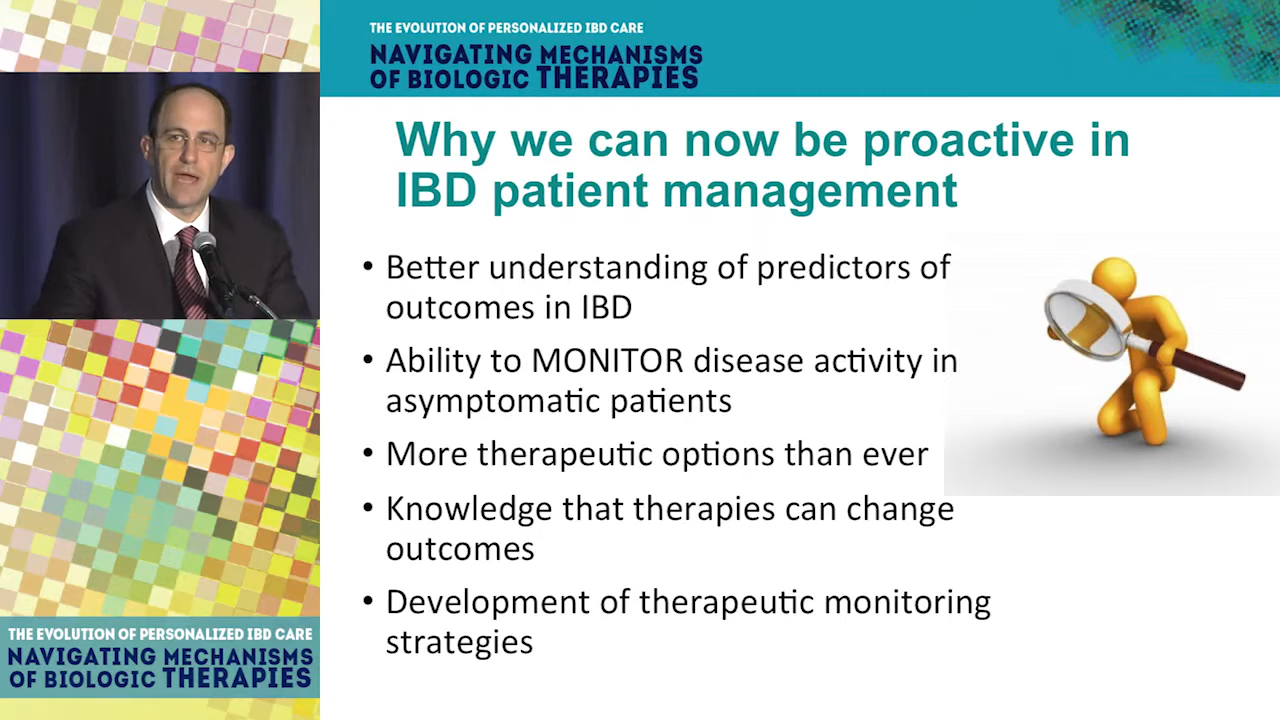 THE EVOLUTION OF PERSONALIZED IBD CARE
NAVIGATING MECHANISMS
OF BIOLOGIC THERAPIES
Why we can now be proactive in
IBD patient management
• Better understanding of predictors of
outcomes in IBD
• Ability to MONITOR disease activity in
asymptomatic patients
• More therapeutic options than ever
• Knowledge that therapies can change
outcomes
• Development of therapeutic monitoring
strategies
THE EVOLUTION OF PERSONALIZED IBD CARE
NAVIGATING MECHANISMS
OF BIOLOGIC THERAPIES